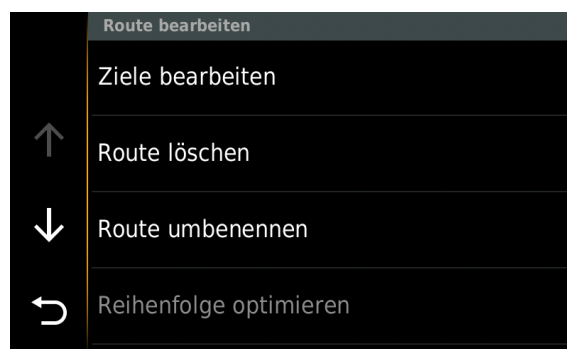 Route bearbeiten
Ziele bearbeiten
Route löschen
Route umbenennen
Reihenfolge optimieren